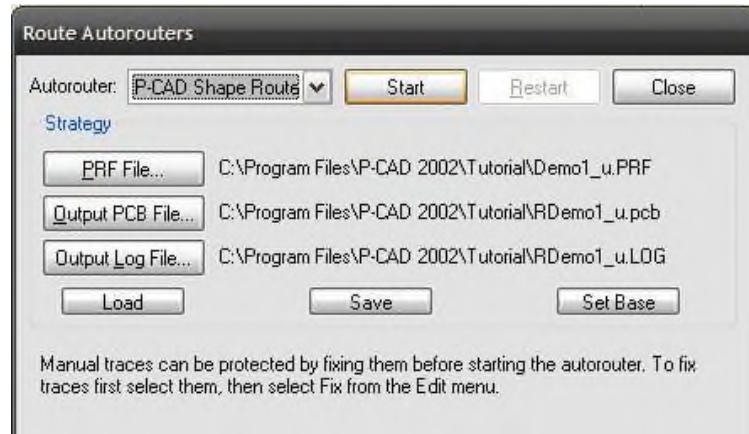 Route Autorouters
Autorouter: P-CAD Shape Route Start Restart Close
Strategy
PRF File... C:\Program Files\P-CAD 2002\Tutorial\Demo1_u.PRF
Output PCB File... C:\Program Files\P-CAD 2002\Tutorial\RDemo1_u.pcb
Output Log File... C:\Program Files\P-CAD 2002\Tutorial\RDemo1_u.LOG
Load Save Set Base
Manual traces can be protected by fixing them before starting the autorouter. To fix
traces first select them, then select Fix from the Edit menu.